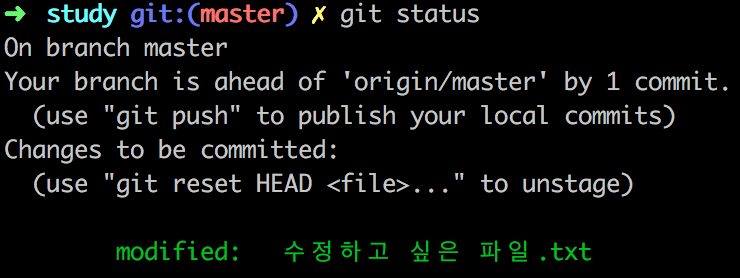 ➜ study git:(master) ✗ git status
On branch master
Your branch is ahead of 'origin/master' by 1 commit.
(use "git push" to publish your local commits)
Changes to be committed:
(use "git reset HEAD <file>..." to unstage)
modified: 수정하고 싶은 파일.txt